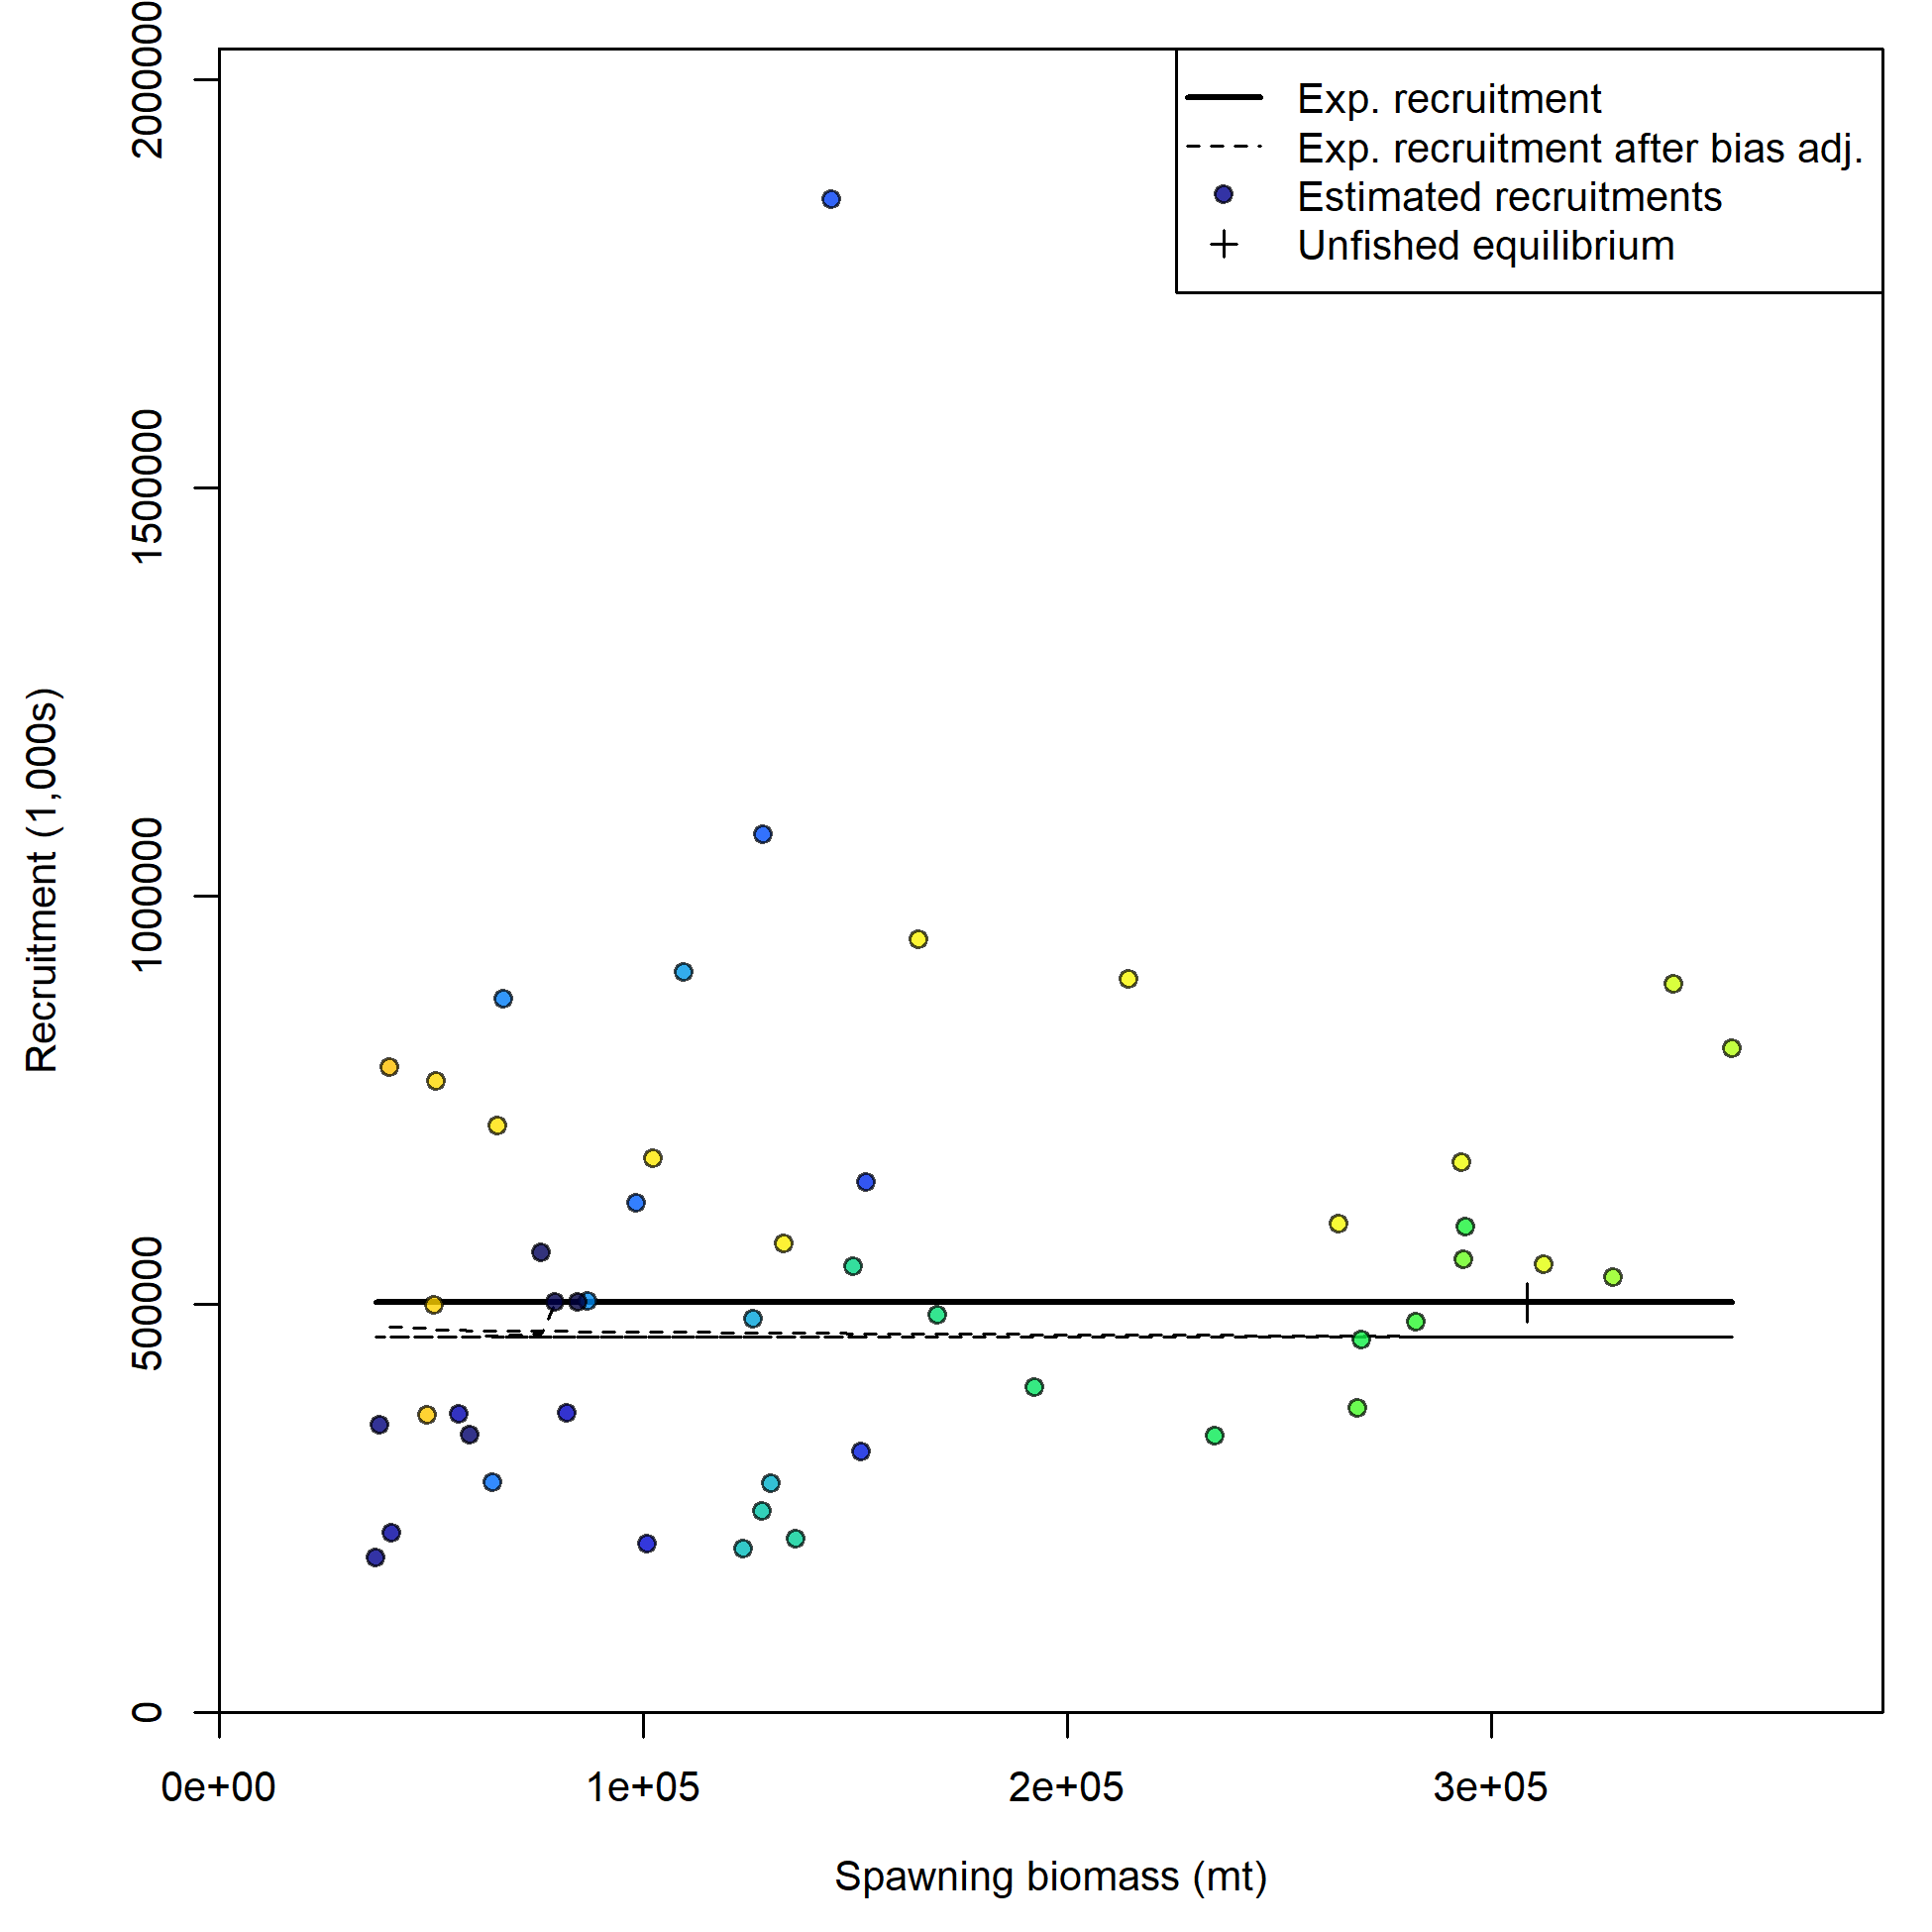 Exp. recruitment
Exp. recruitment after bias adj.
Estimated recruitments
Unfished equilibrium
Recruitment (1,000s)
2000000
1500000
1000000
500000
0
0e+00
1e+05
2e+05
3e+05
Spawning biomass (mt)